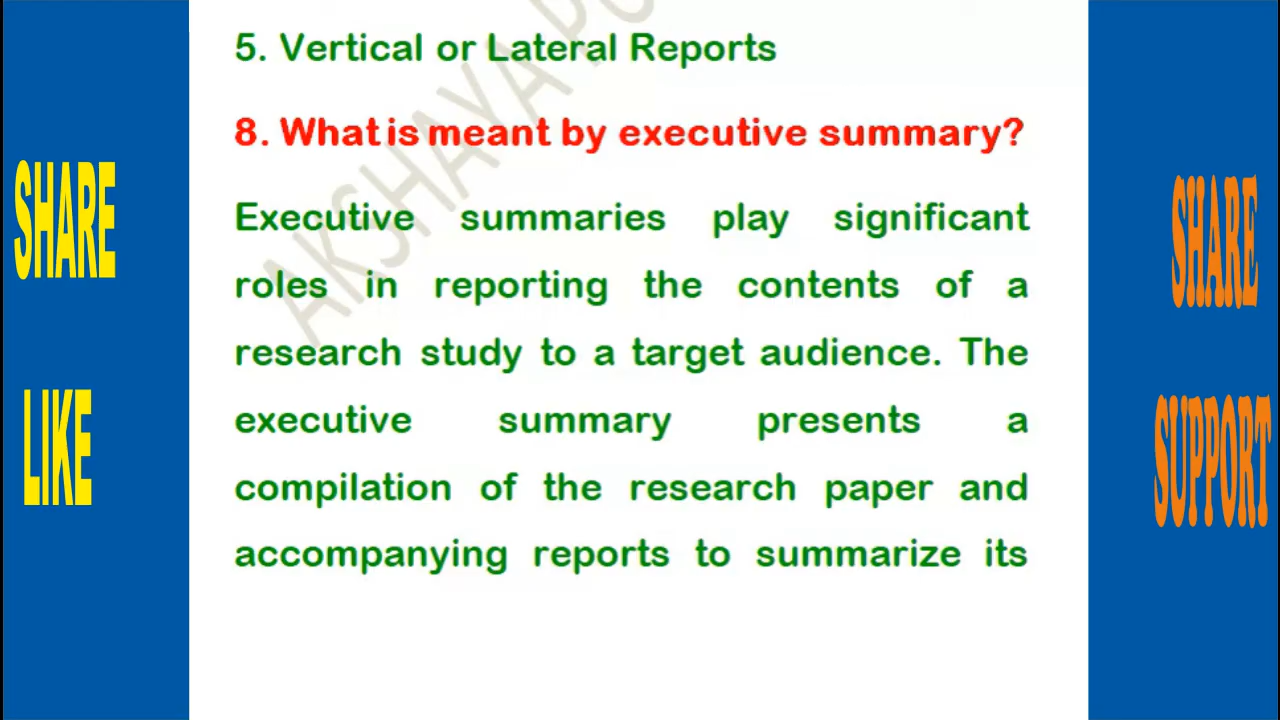 5. Vertical or Lateral Reports
8. What is meant by executive summary?
Executive summaries play significant
roles in reporting the contents of a
research study to a target audience. The
executive summary presents a
compilation of the research paper and
accompanying reports to summarize its
SHARE
LIKE
SHARE
SUPPORT
AKSHAYA